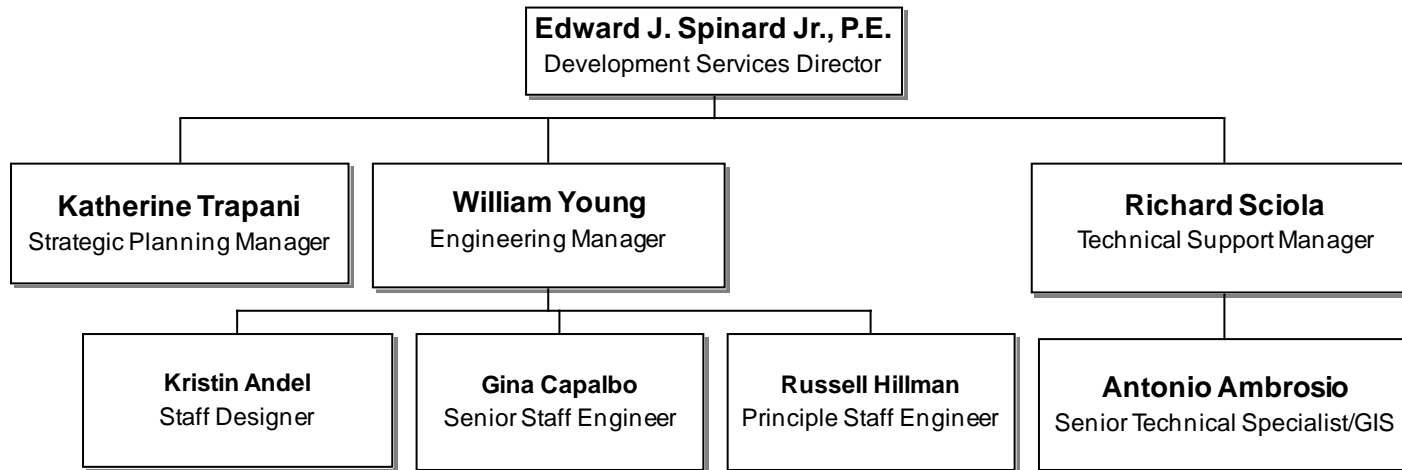 Edward J. Spinard Jr., P.E.
Development Services Director
Katherine Trapani
Strategic Planning Manager
William Young
Engineering Manager
Richard Sciola
Technical Support Manager
Kristin Andel
Staff Designer
Gina Capalbo
Senior Staff Engineer
Russell Hillman
Principle Staff Engineer
Antonio Ambrosio
Senior Technical Specialist/GIS